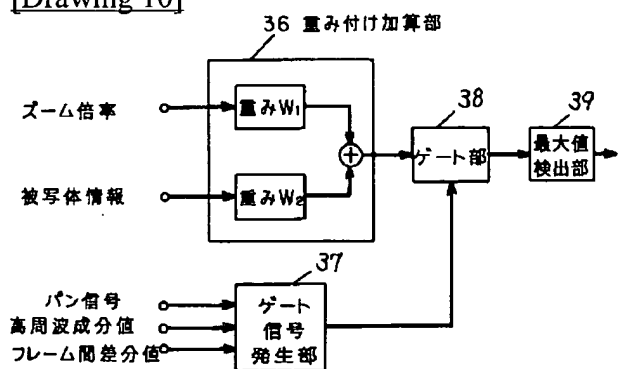 [Drawing 10]
36 重み付け加算部
ズーム倍率
重みW1
38
39
ゲート部
最大値
検出部
被写体情報
重みW2
37
パン信号
高周波成分値
フレーム間差分値
ゲート
信号
発生部